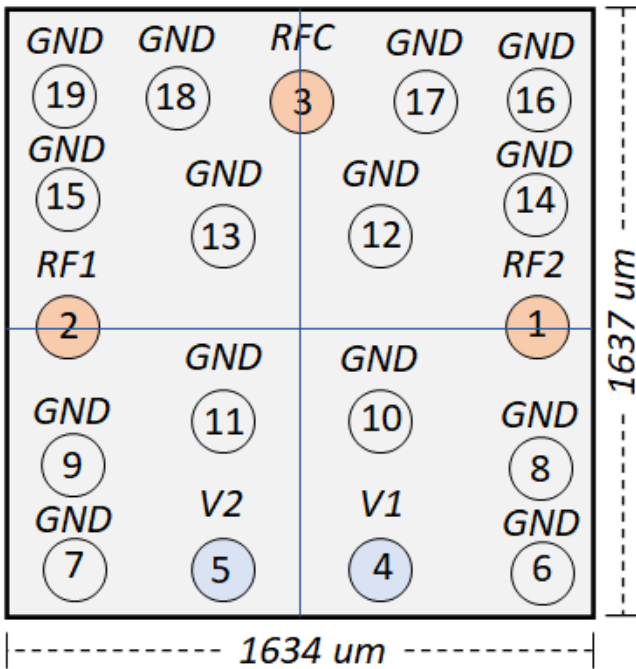 GND GND RFC GND GND
19 18 3 17 16
GND GND
15 14
GND GND
13 12
RF1 RF2
2 1
GND GND
11 10
GND GND
9 8
V2 V1
GND GND
7 5 4 6
1637 um
1634 um